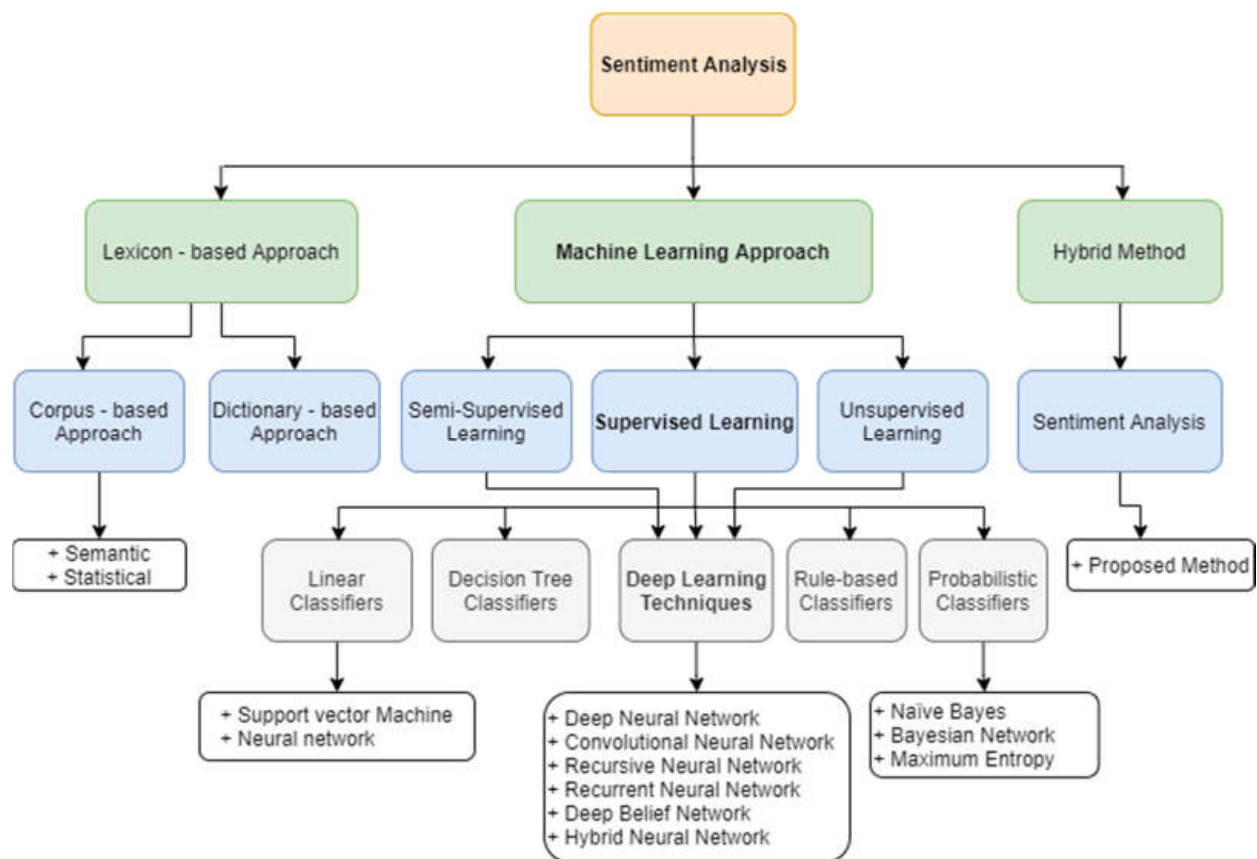 Sentiment Analysis
Lexicon - based Approach
Machine Learning Approach
Hybrid Method
Corpus - based
Approach
Dictionary - based
Approach
Semi-Supervised
Learning
Supervised Learning
Unsupervised
Learning
Sentiment Analysis
+ Semantic
+ Statistical
Linear
Classifiers
Decision Tree
Classifiers
Deep Learning
Techniques
Rule-based
Classifiers
Probabilistic
Classifiers
+ Proposed Method
+ Support vector Machine
+ Neural network
+ Deep Neural Network
+ Convolutional Neural Network
+ Recursive Neural Network
+ Recurrent Neural Network
+ Deep Belief Network
+ Hybrid Neural Network
+ Naïve Bayes
+ Bayesian Network
+ Maximum Entropy